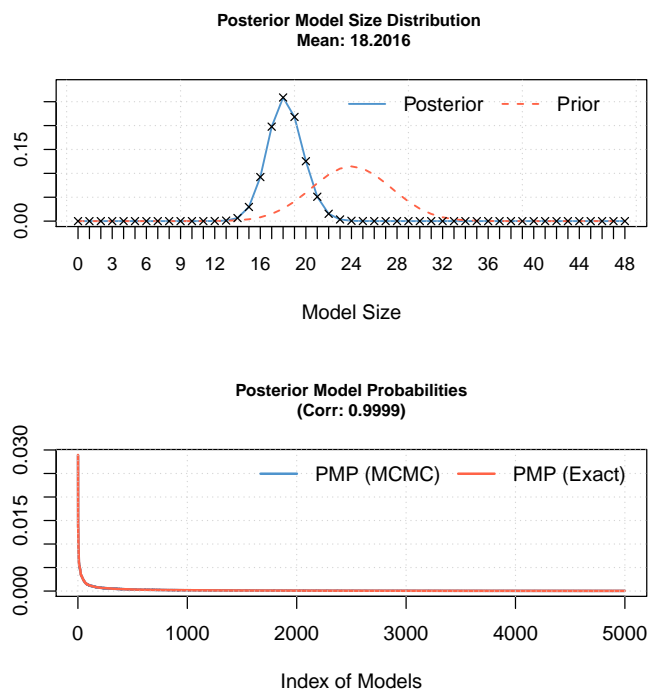 Posterior Model Size Distribution
Mean: 18.2016
Posterior
Prior
0.00
0.15
0 3 6 9 12 16 20 24 28 32 36 40 44 48
Model Size
Posterior Model Probabilities
(Corr: 0.9999)
PMP (MCMC)
PMP (Exact)
0.000
0.015
0.030
0 1000 2000 3000 4000 5000
Index of Models